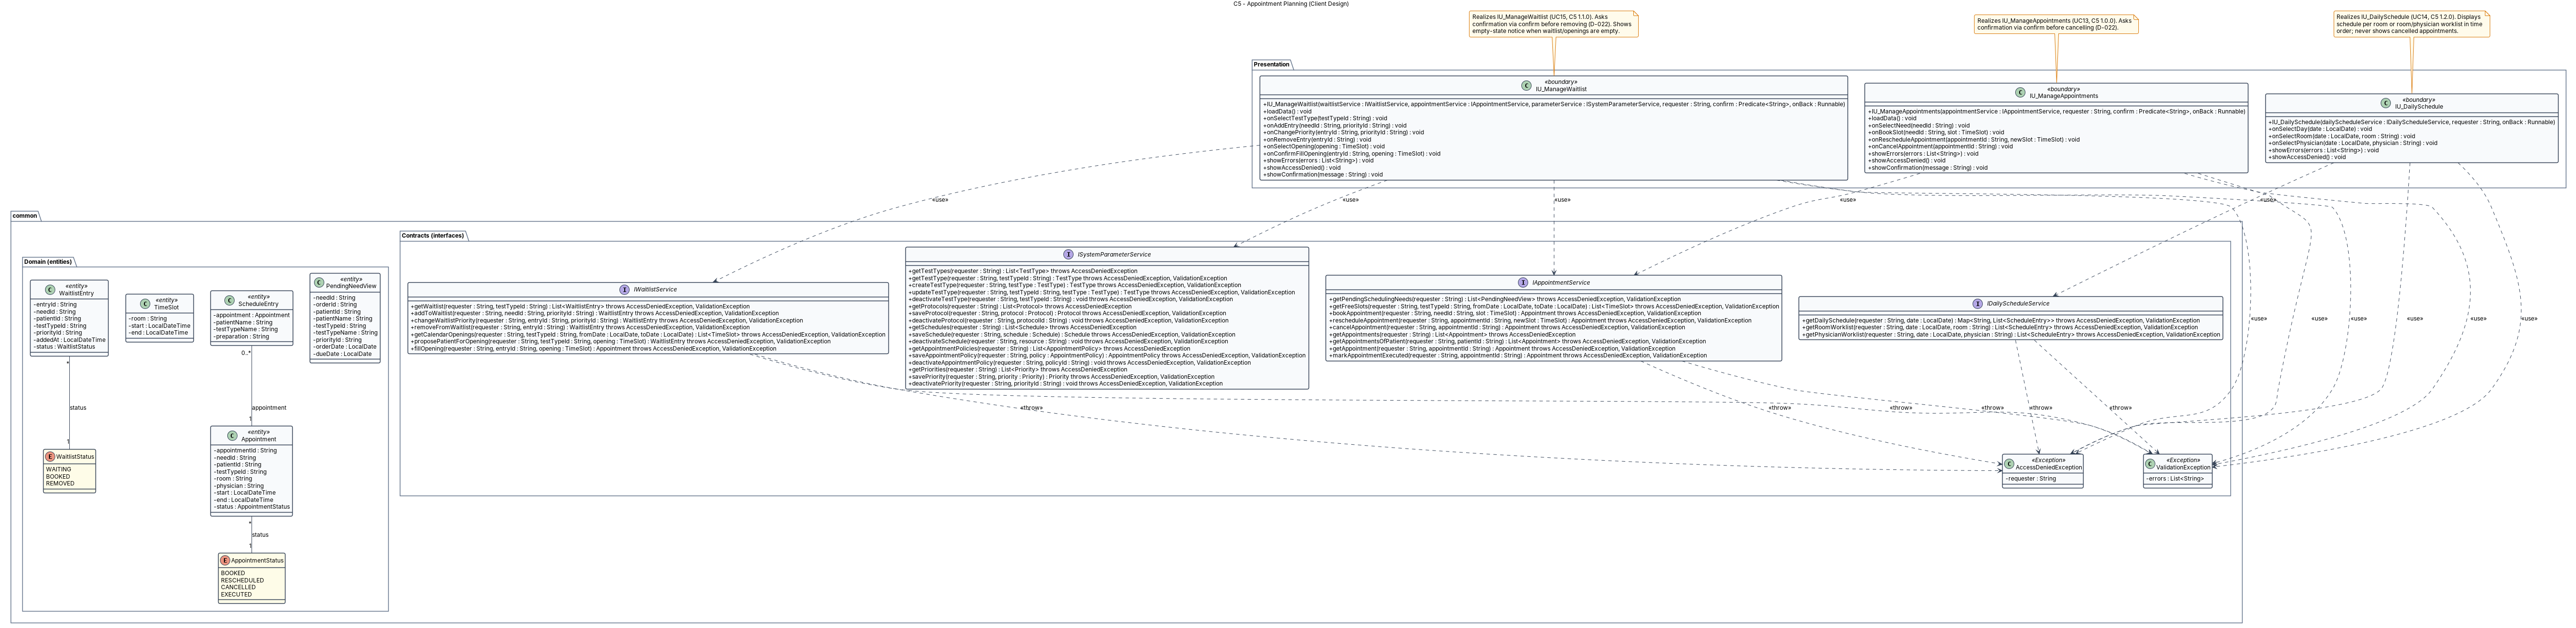 C5 - Appointment Planning (Client Design)
Realizes IU_ManageWaitlist (UC15, C5 1.1.0). Asks
confirmation via confirm before removing (D-022). Shows
empty-state notice when waitlist/openings are empty.
Realizes IU_ManageAppointments (UC13, C5 1.0.0). Asks
confirmation via confirm before cancelling (D-022).
Realizes IU_DailySchedule (UC14, C5 1.2.0). Displays
schedule per room or room/physician worklist in time
order; never shows cancelled appointments.
Presentation
«boundary»
IU_ManageWaitlist
+IU_ManageWaitlist(waitlistService : IWaitlistService, appointmentService : IAppointmentService, parameterService : ISystemParameterService, requester : String, confirm : Predicate<String>, onBack : Runnable)
+loadData() : void
+onSelectTestType(testTypeId : String) : void
+onAddEntry(needId : String, priorityId : String) : void
+onChangePriority(entryId : String, priorityId : String) : void
+onRemoveEntry(entryId : String) : void
+onSelectOpening(opening : TimeSlot) : void
+onConfirmFillOpening(entryId : String, opening : TimeSlot) : void
+showErrors(errors : List<String>) : void
+showAccessDenied() : void
+showConfirmation(message : String) : void
«boundary»
IU_ManageAppointments
+IU_ManageAppointments(appointmentService : IAppointmentService, requester : String, confirm : Predicate<String>, onBack : Runnable)
+loadData() : void
+onSelectNeed(needId : String) : void
+onBookSlot(needId : String, slot : TimeSlot) : void
+onRescheduleAppointment(appointmentId : String, newSlot : TimeSlot) : void
+onCancelAppointment(appointmentId : String) : void
+showErrors(errors : List<String>) : void
+showAccessDenied() : void
+showConfirmation(message : String) : void
«boundary»
IU_DailySchedule
+IU_DailySchedule(dailyScheduleService : IDailyScheduleService, requester : String, onBack : Runnable)
+onSelectDay(date : LocalDate) : void
+onSelectRoom(date : LocalDate, room : String) : void
+onSelectPhysician(date : LocalDate, physician : String) : void
+showErrors(errors : List<String>) : void
+showAccessDenied() : void
«use»
«use»
«use»
«use»
«use»
common
Contracts (interfaces)
Domain (entities)
«entity»
WaitlistEntry
-entryId : String
-needId : String
-patientId : String
-testTypeId : String
-priorityId : String
-addedAt : LocalDateTime
-status : WaitlistStatus
«entity»
TimeSlot
-room : String
-start : LocalDateTime
-end : LocalDateTime
«entity»
ScheduleEntry
-appointment : Appointment
-patientName : String
-testTypeName : String
-preparation : String
«entity»
PendingNeedView
-needId : String
-orderId : String
-patientId : String
-patientName : String
-testTypeId : String
-testTypeName : String
-priorityId : String
-orderDate : LocalDate
-dueDate : LocalDate
IWaitlistService
+getWaitlist(requester : String, testTypeId : String) : List<WaitlistEntry> throws AccessDeniedException, ValidationException
+addToWaitlist(requester : String, needId : String, priorityId : String) : WaitlistEntry throws AccessDeniedException, ValidationException
+changeWaitlistPriority(requester : String, entryId : String, priorityId : String) : WaitlistEntry throws AccessDeniedException, ValidationException
+removeFromWaitlist(requester : String, entryId : String) : WaitlistEntry throws AccessDeniedException, ValidationException
+getCalendarOpenings(requester : String, testTypeId : String, fromDate : LocalDate, toDate : LocalDate) : List<TimeSlot> throws AccessDeniedException, ValidationException
+proposePatientForOpening(requester : String, testTypeId : String, opening : TimeSlot) : WaitlistEntry throws AccessDeniedException, ValidationException
+fillOpening(requester : String, entryId : String, opening : TimeSlot) : Appointment throws AccessDeniedException, ValidationException
ISystemParameterService
+getTestTypes(requester : String) : List<TestType> throws AccessDeniedException
+getTestType(requester : String, testTypeId : String) : TestType throws AccessDeniedException, ValidationException
+createTestType(requester : String, testType : TestType) : TestType throws AccessDeniedException, ValidationException
+updateTestType(requester : String, testTypeId : String, testType : TestType) : TestType throws AccessDeniedException, ValidationException
+deactivateTestType(requester : String, testTypeId : String) : void throws AccessDeniedException, ValidationException
+getProtocols(requester : String) : List<Protocol> throws AccessDeniedException
+saveProtocol(requester : String, protocol : Protocol) : Protocol throws AccessDeniedException, ValidationException
+deactivateProtocol(requester : String, protocolId : String) : void throws AccessDeniedException, ValidationException
+getSchedules(requester : String) : List<Schedule> throws AccessDeniedException
+saveSchedule(requester : String, schedule : Schedule) : Schedule throws AccessDeniedException, ValidationException
+deactivateSchedule(requester : String, resource : String) : void throws AccessDeniedException, ValidationException
+getAppointmentPolicies(requester : String) : List<AppointmentPolicy> throws AccessDeniedException
+saveAppointmentPolicy(requester : String, policy : AppointmentPolicy) : AppointmentPolicy throws AccessDeniedException, ValidationException
+deactivateAppointmentPolicy(requester : String, policyId : String) : void throws AccessDeniedException, ValidationException
+getPriorities(requester : String) : List<Priority> throws AccessDeniedException
+savePriority(requester : String, priority : Priority) : Priority throws AccessDeniedException, ValidationException
+deactivatePriority(requester : String, priorityId : String) : void throws AccessDeniedException, ValidationException
IAppointmentService
+getPendingSchedulingNeeds(requester : String) : List<PendingNeedView> throws AccessDeniedException, ValidationException
+getFreeSlots(requester : String, testTypeId : String, fromDate : LocalDate, toDate : LocalDate) : List<TimeSlot> throws AccessDeniedException, ValidationException
+bookAppointment(requester : String, needId : String, slot : TimeSlot) : Appointment throws AccessDeniedException, ValidationException
+rescheduleAppointment(requester : String, appointmentId : String, newSlot : TimeSlot) : Appointment throws AccessDeniedException, ValidationException
+cancelAppointment(requester : String, appointmentId : String) : Appointment throws AccessDeniedException, ValidationException
+getAppointments(requester : String) : List<Appointment> throws AccessDeniedException, ValidationException
+getAppointmentsOfPatient(requester : String, patientId : String) : List<Appointment> throws AccessDeniedException, ValidationException
+getAppointment(requester : String, appointmentId : String) : Appointment throws AccessDeniedException, ValidationException
+markAppointmentExecuted(requester : String, appointmentId : String) : Appointment throws AccessDeniedException, ValidationException
IDailyScheduleService
+getDailySchedule(requester : String, date : LocalDate) : Map<String, List<ScheduleEntry>> throws AccessDeniedException, ValidationException
+getRoomWorklist(requester : String, date : LocalDate, room : String) : List<ScheduleEntry> throws AccessDeniedException, ValidationException
+getPhysicianWorklist(requester : String, date : LocalDate, physician : String) : List<ScheduleEntry> throws AccessDeniedException, ValidationException
«use»
«use»
«use»
«use»
«use»
«use»
*
status
1
0..*
appointment
1
«throw»
«throw»
«throw»
«throw»
«throw»
«throw»
WaitlistStatus
WAITING
BOOKED
REMOVED
«entity»
Appointment
-appointmentId : String
-needId : String
-patientId : String
-testTypeId : String
-room : String
-physician : String
-start : LocalDateTime
-end : LocalDateTime
-status : AppointmentStatus
«Exception»
AccessDeniedException
-requester : String
«Exception»
ValidationException
-errors : List<String>
*
status
1
AppointmentStatus
BOOKED
RESCHEDULED
CANCELLED
EXECUTED